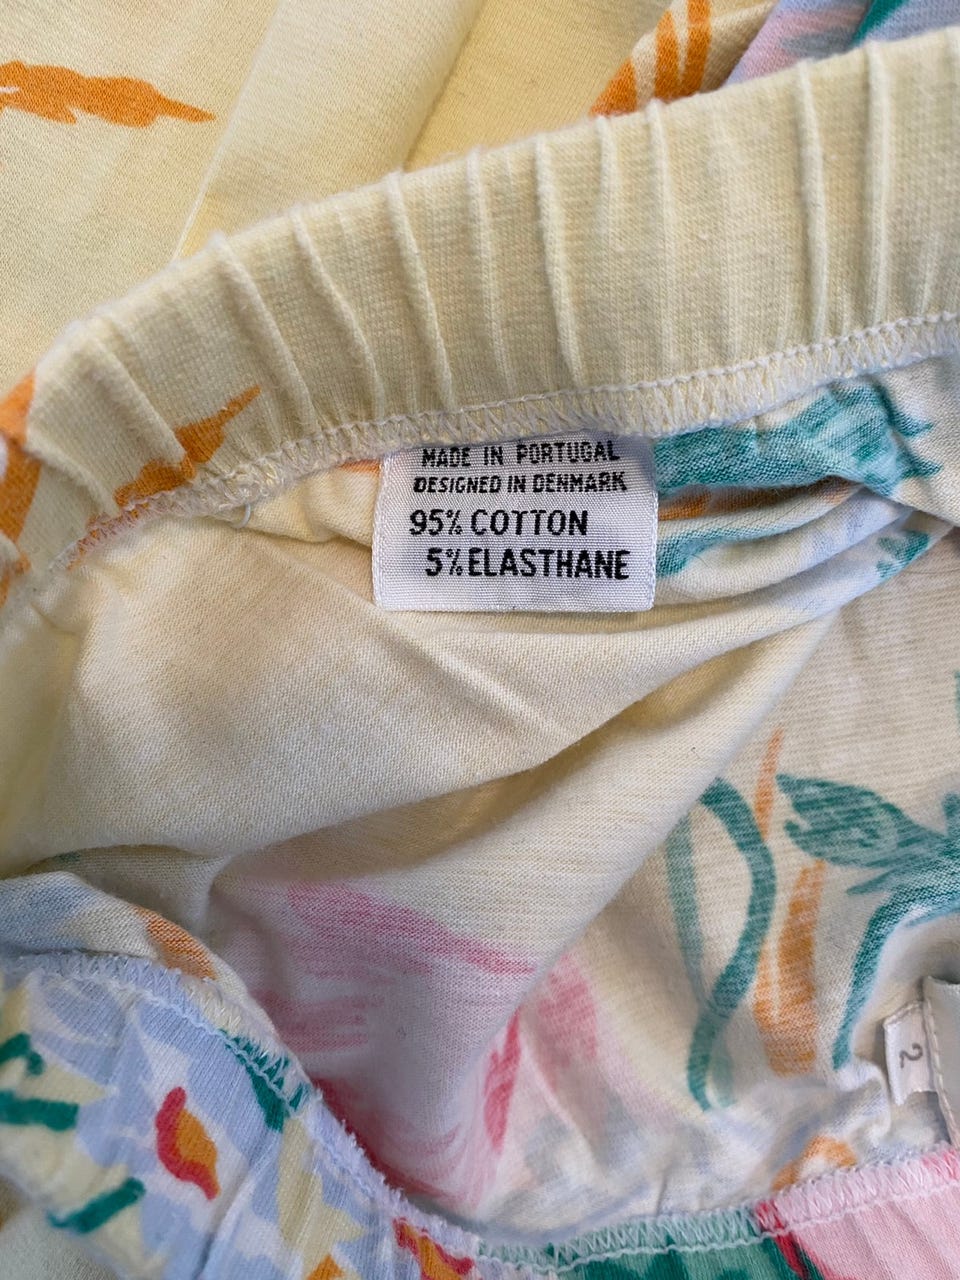 MADE IN PORTUGAL
DESIGNED IN DENMARK
95% COTTON
5% ELASTHANE
2